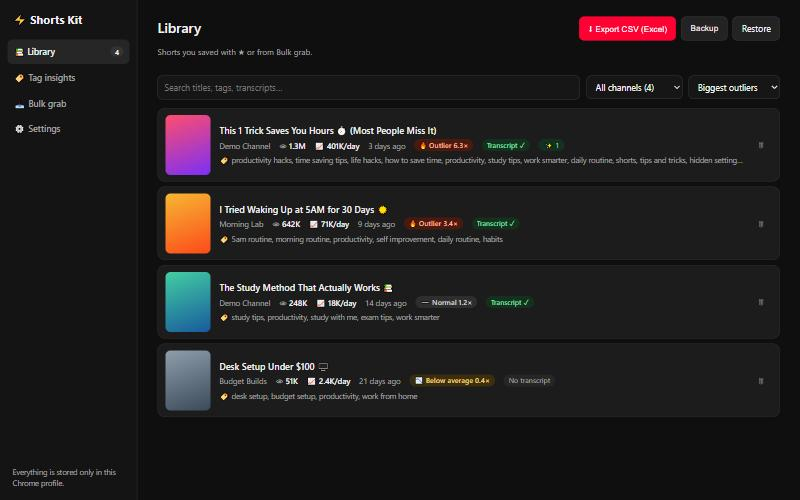 ⚡ Shorts Kit
📚 Library 4
🏷️ Tag insights
📥 Bulk grab
⚙️ Settings
Everything is stored only in this
Chrome profile.
Library
⬇ Export CSV (Excel) Backup Restore
Shorts you saved with ★ or from Bulk grab.
Search titles, tags, transcripts...
All channels (4) Biggest outliers
This 1 Trick Saves You Hours ⏱️ (Most People Miss It)
Demo Channel 👁 1.3M 📈 401K/day 3 days ago 🔥 Outlier 6.3× Transcript ✓ ✨ 1
🏷️ productivity hacks, time saving tips, life hacks, how to save time, productivity, study tips, work smarter, daily routine, shorts, tips and tricks, hidden setting...
I Tried Waking Up at 5AM for 30 Days ☀️
Morning Lab 👁 642K 📈 71K/day 9 days ago 🔥 Outlier 3.4× Transcript ✓
🏷️ 5am routine, morning routine, productivity, self improvement, daily routine, habits
The Study Method That Actually Works 📚
Demo Channel 👁 248K 📈 18K/day 14 days ago — Normal 1.2× Transcript ✓
🏷️ study tips, productivity, study with me, exam tips, work smarter
Desk Setup Under $100 🖥️
Budget Builds 👁 51K 📈 2.4K/day 21 days ago 📉 Below average 0.4× No transcript
🏷️ desk setup, budget setup, productivity, work from home